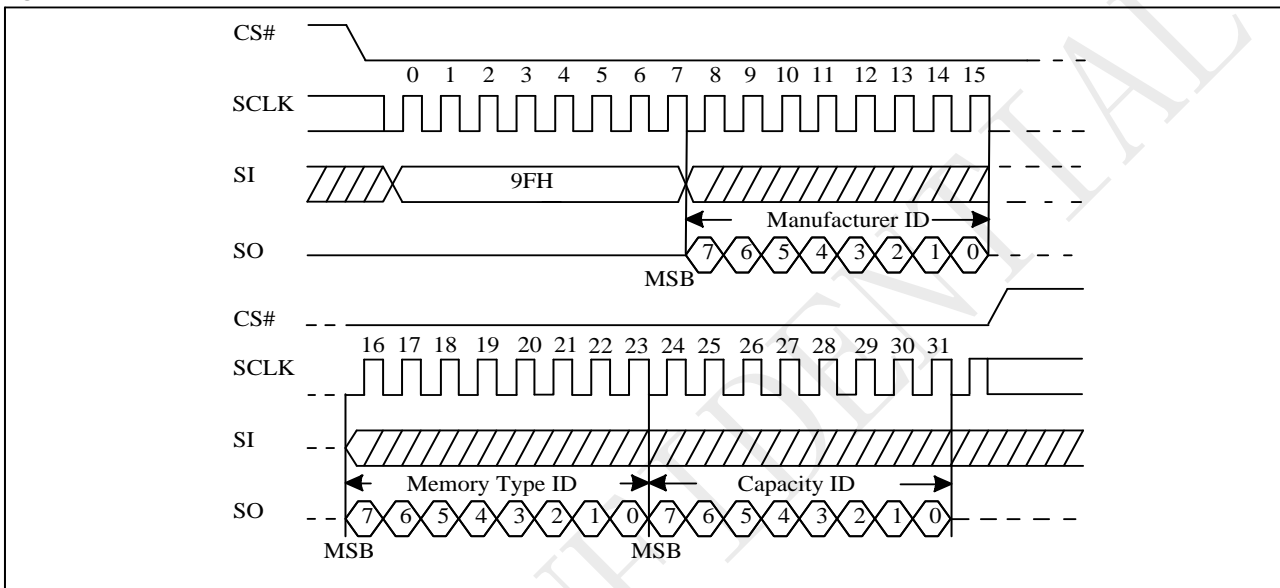 CS#
0 1 2 3 4 5 6 7 8 9 10 11 12 13 14 15
SCLK
SI
9FH
Manufacturer ID
SO
7 6 5 4 3 2 1 0
MSB
CS#
16 17 18 19 20 21 22 23 24 25 26 27 28 29 30 31
SCLK
SI
Memory Type ID Capacity ID
SO
7 6 5 4 3 2 1 0 7 6 5 4 3 2 1 0
MSB MSB